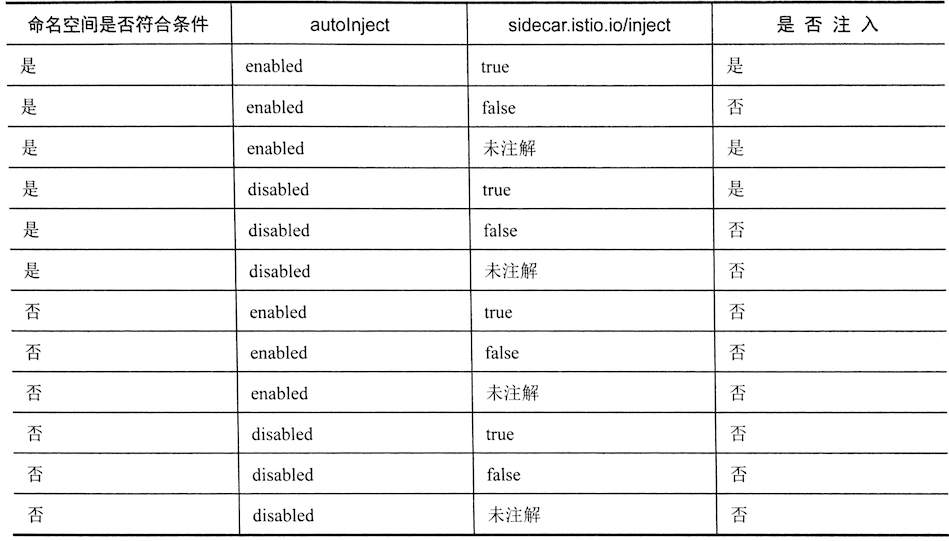 命名空间是否符合条件 autoInject sidecar.istio.io/inject 是否注入
是 enabled true 是
是 enabled false 否
是 enabled 未注解 是
是 disabled true 是
是 disabled false 否
是 disabled 未注解 否
否 enabled true 否
否 enabled false 否
否 enabled 未注解 否
否 disabled true 否
否 disabled false 否
否 disabled 未注解 否